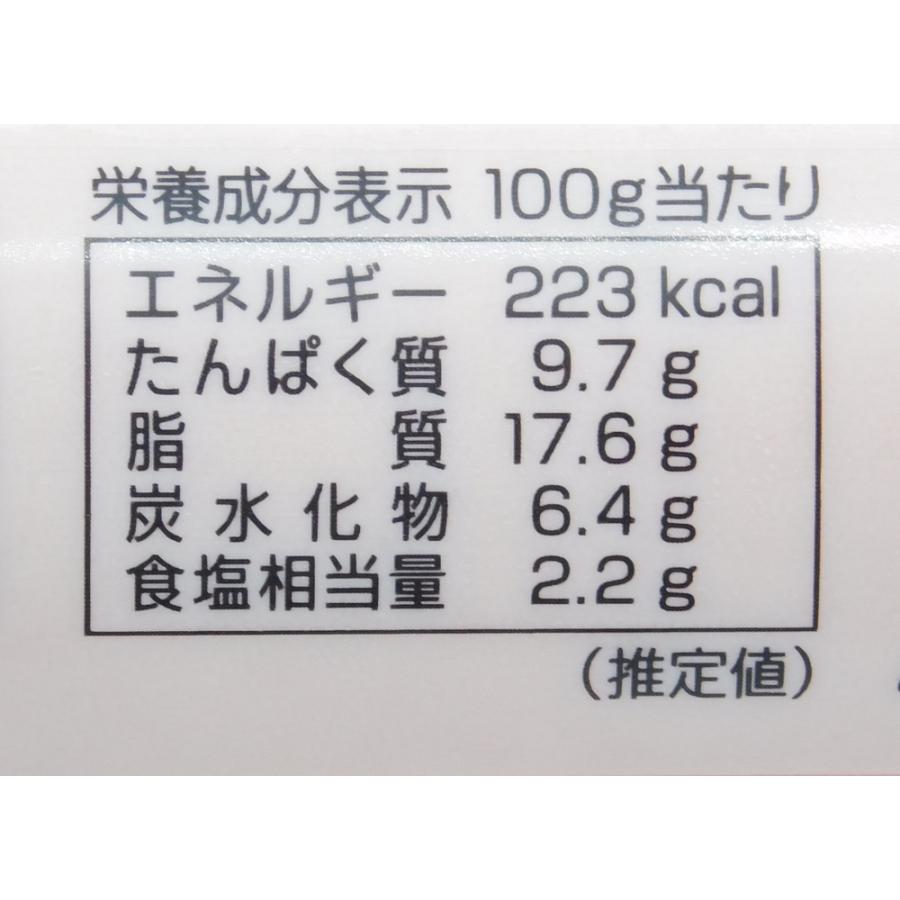 栄養成分表示 100g当たり
エネルギー 223 kcal
たんぱく質 9.7 g
脂質 17.6 g
炭水化物 6.4 g
食塩相当量 2.2 g
(推定値)